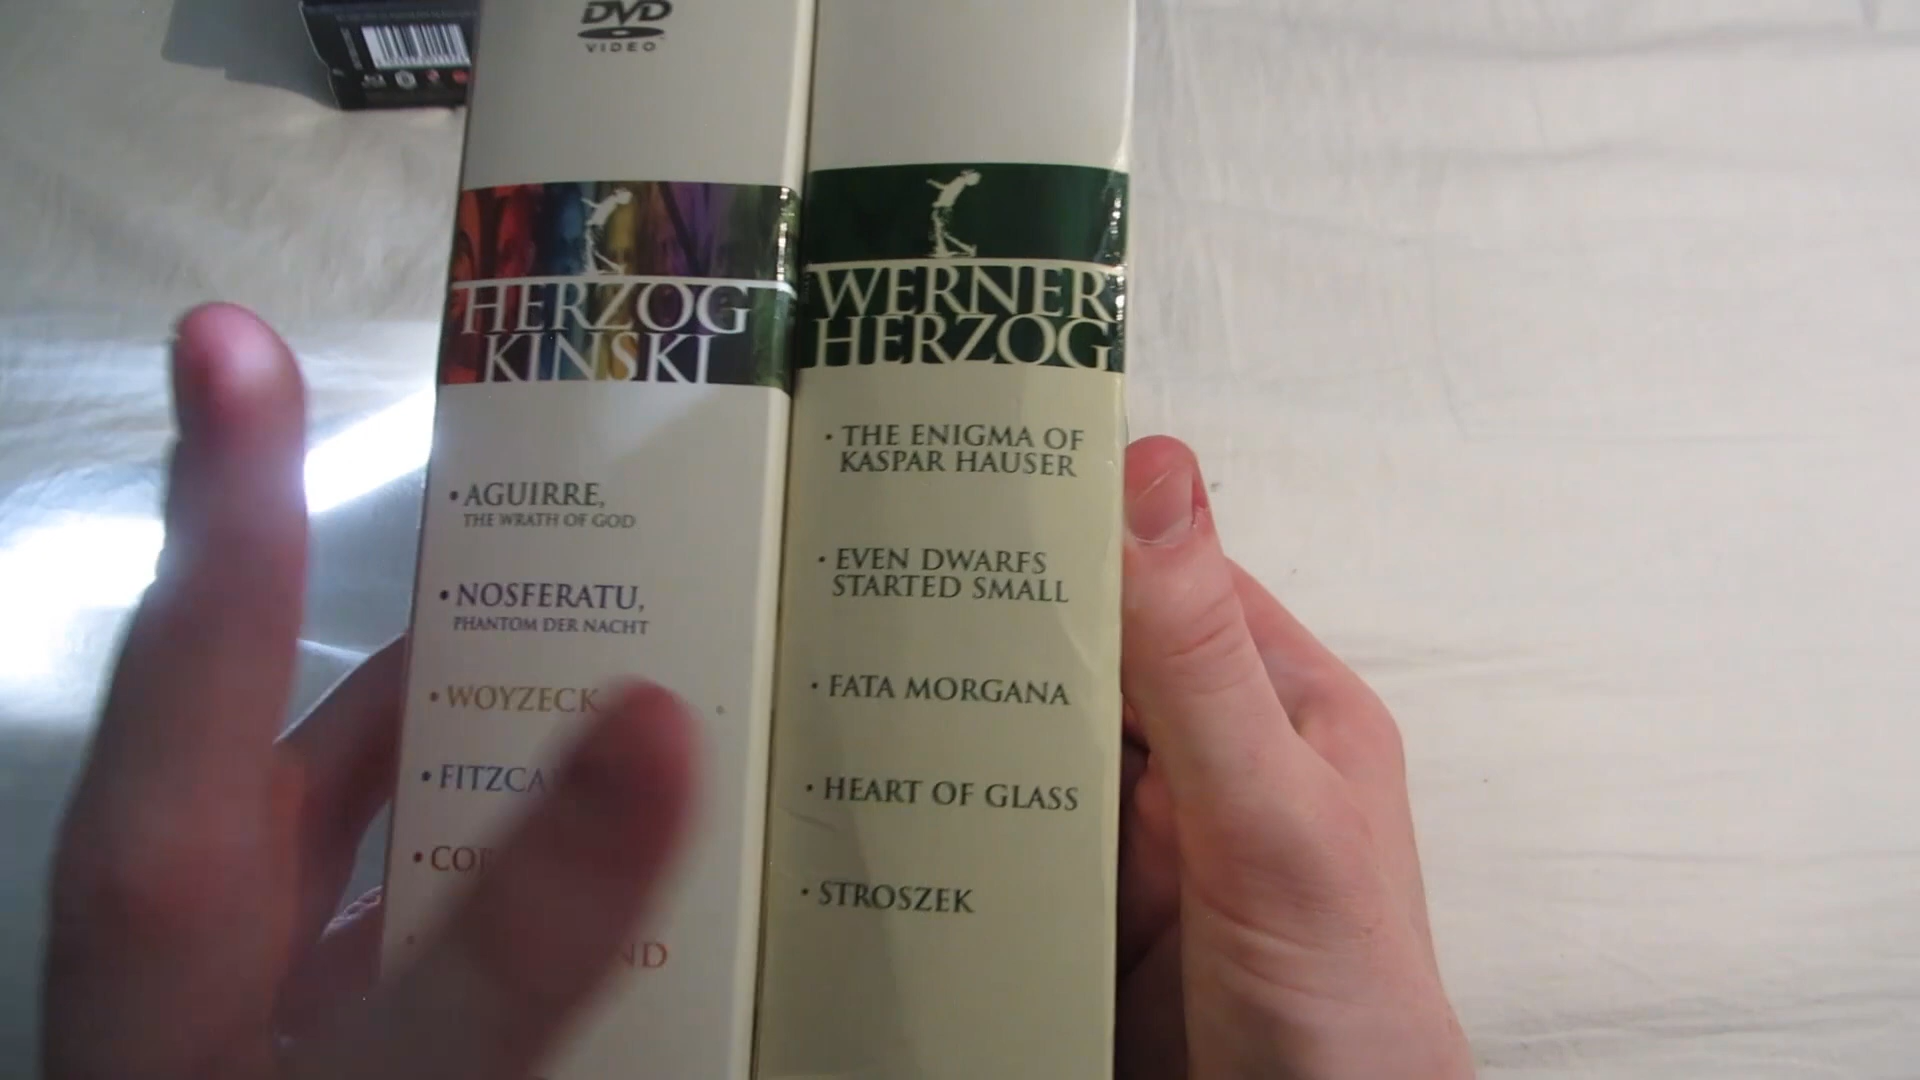 DVD
VIDEO
HERZOG
KINSKI
• AGUIRRE,
THE WRATH OF GOD
• NOSFERATU,
PHANTOM DER NACHT
• WOYZECK
WERNER
HERZOG
• THE ENIGMA OF
KASPAR HAUSER
• EVEN DWARFS
STARTED SMALL
• FATA MORGANA
• HEART OF GLASS
• STROSZEK